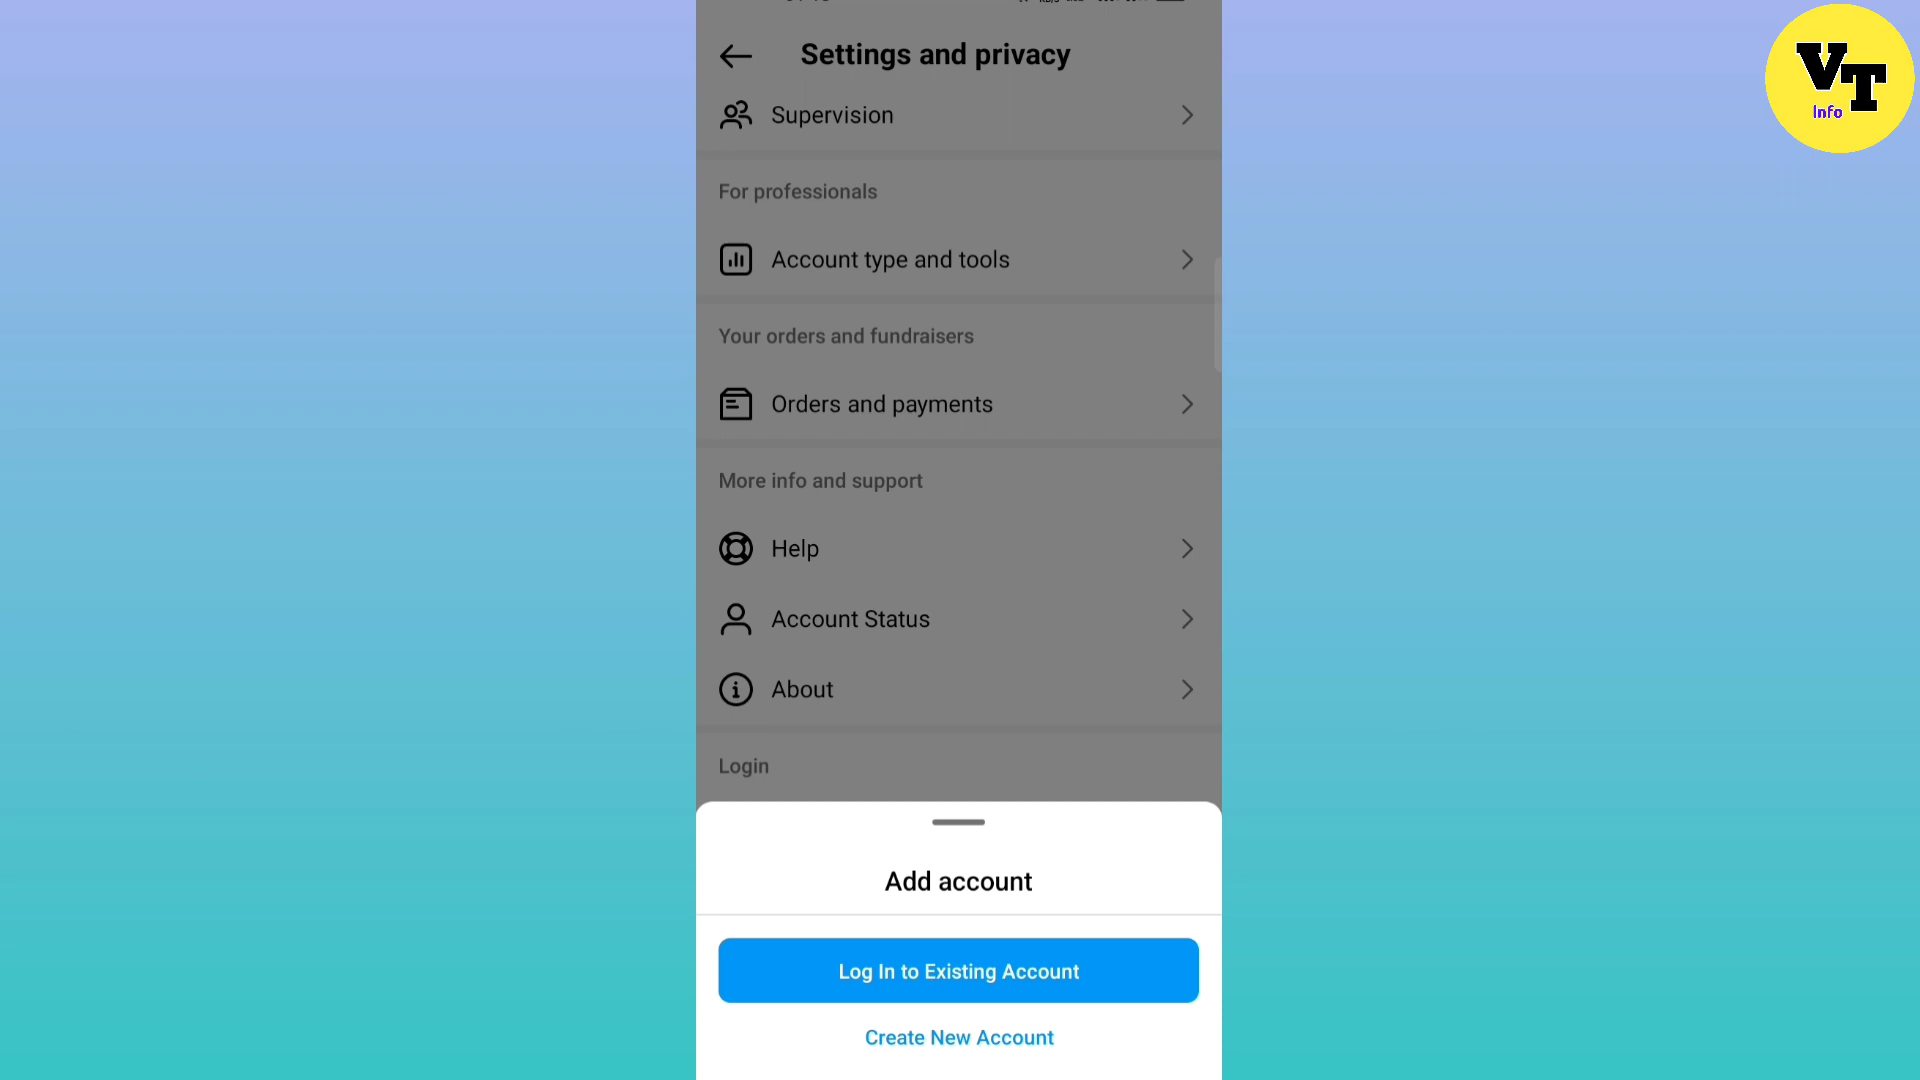 Settings and privacy
Supervision
For professionals
Account type and tools
Your orders and fundraisers
Orders and payments
More info and support
Help
Account Status
About
Login
Add account
Log In to Existing Account
Create New Account
VT
Info